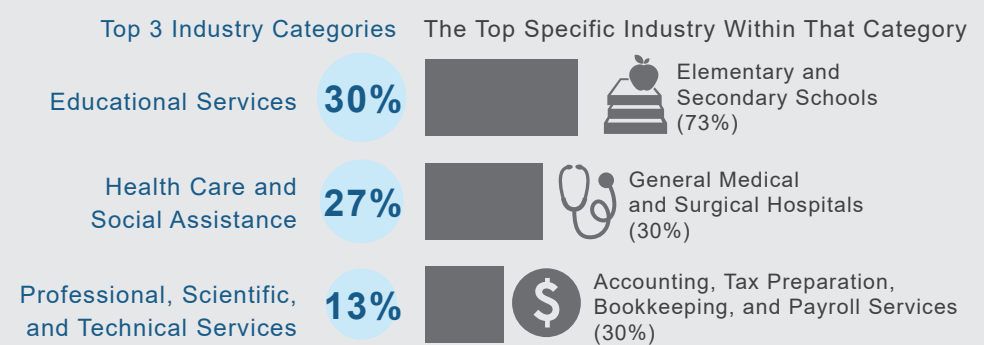 Top 3 Industry Categories
The Top Specific Industry Within That Category
Educational Services
30%
Elementary and
Secondary Schools
(73%)
Health Care and
Social Assistance
27%
General Medical
and Surgical Hospitals
(30%)
Professional, Scientific,
and Technical Services
13%
$
Accounting, Tax Preparation,
Bookkeeping, and Payroll Services
(30%)